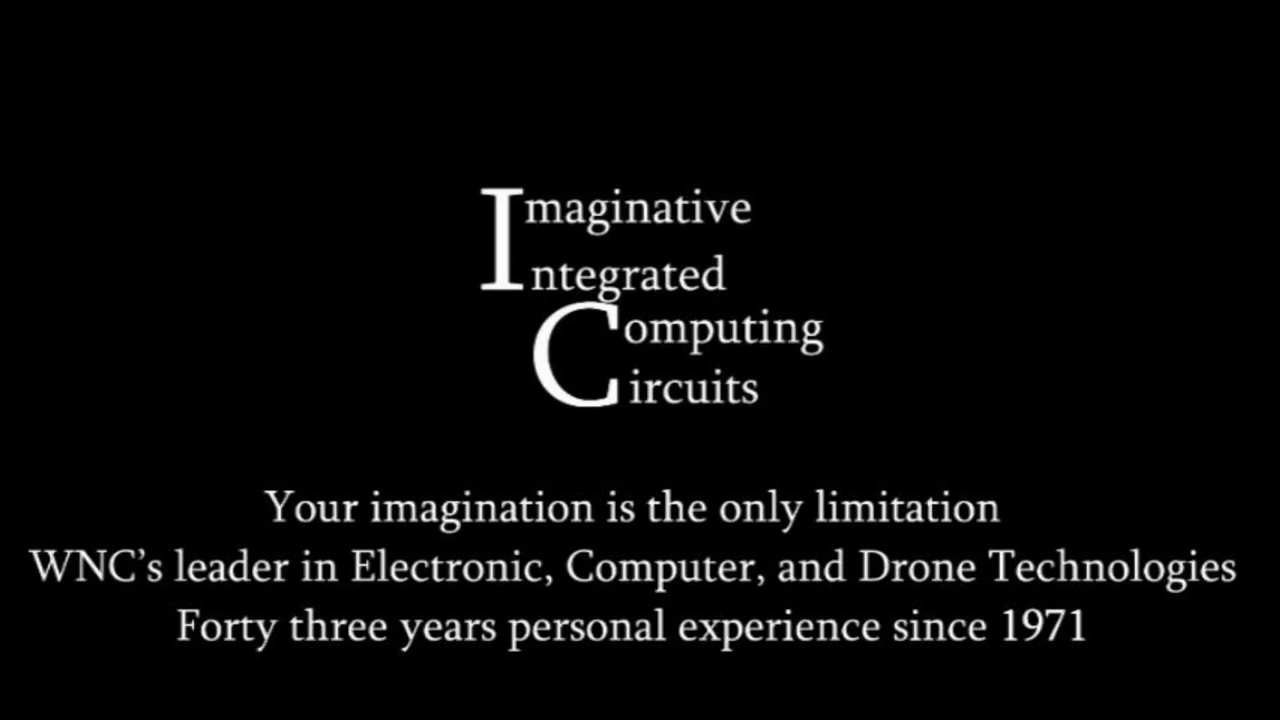 Imaginative
Integrated
Computing
Circuits
Your imagination is the only limitation
WNC’s leader in Electronic, Computer, and Drone Technologies
Forty three years personal experience since 1971